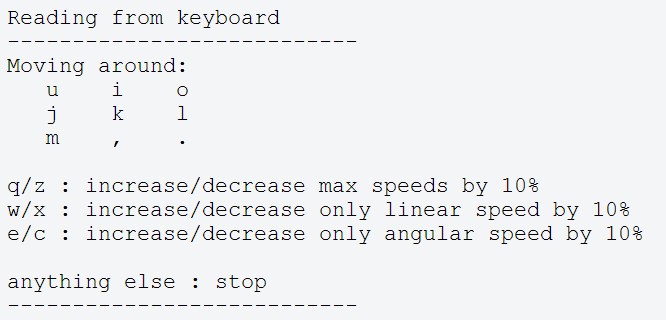 Reading from keyboard
---------------------------
Moving around:
   u    i    o
   j    k    l
   m    ,    .

q/z : increase/decrease max speeds by 10%
w/x : increase/decrease only linear speed by 10%
e/c : increase/decrease only angular speed by 10%

anything else : stop
---------------------------